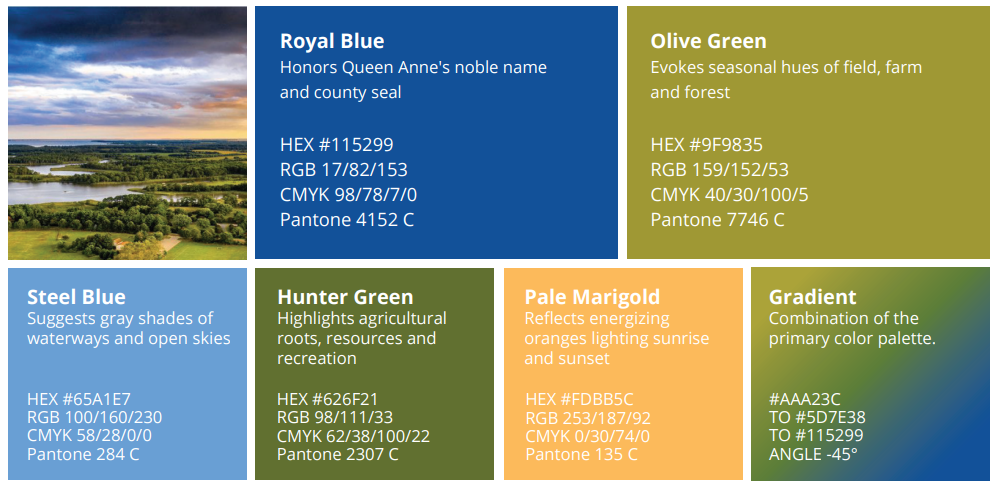 Royal Blue
Honors Queen Anne's noble name
and county seal
HEX #115299
RGB 17/82/153
CMYK 98/78/7/0
Pantone 4152 C
Olive Green
Evokes seasonal hues of field, farm
and forest
HEX #9F9835
RGB 159/152/53
CMYK 40/30/100/5
Pantone 7746 C
Steel Blue
Suggests gray shades of
waterways and open skies
HEX #65A1E7
RGB 100/160/230
CMYK 58/28/0/0
Pantone 284 C
Hunter Green
Highlights agricultural
roots, resources and
recreation
HEX #626F21
RGB 98/111/33
CMYK 62/38/100/22
Pantone 2307 C
Pale Marigold
Reflects energizing
oranges lighting sunrise
and sunset
HEX #FDBB5C
RGB 253/187/92
CMYK 0/30/74/0
Pantone 135 C
Gradient
Combination of the
primary color palette.
#AAA23C
TO #5D7E38
TO #115299
ANGLE -45°